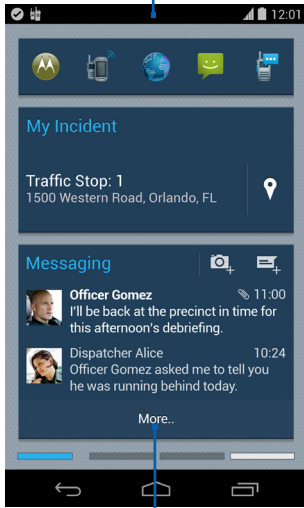 12:01
My Incident
Traffic Stop: 1
1500 Western Road, Orlando, FL
Messaging
Officer Gomez 11:00
I'll be back at the precinct in time for
this afternoon's debriefing.
Dispatcher Alice 10:24
Officer Gomez asked me to tell you
he was running behind today.
More..